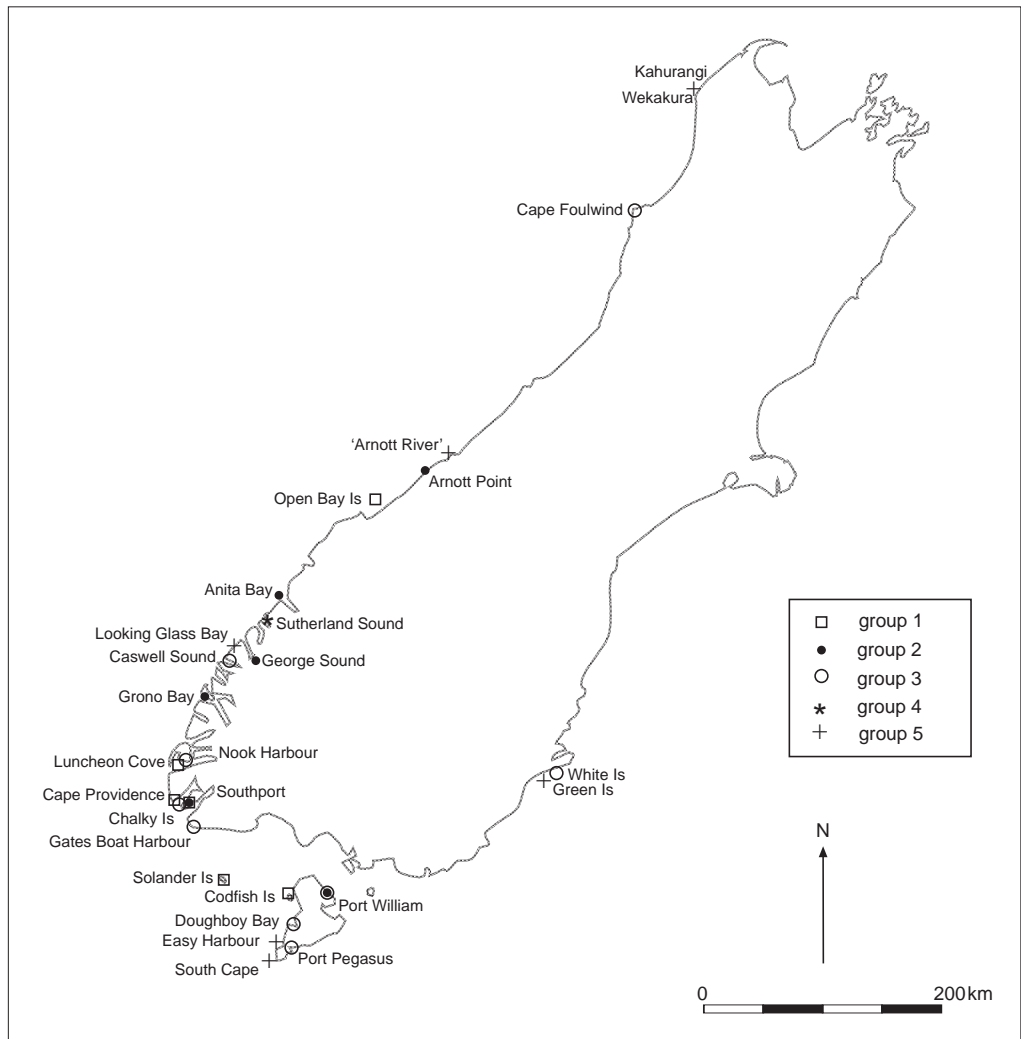 Kahurangi
Wekakura
Cape Foulwind
'Arnott River'
Arnott Point
Open Bay Is
Anita Bay
Sutherland Sound
Looking Glass Bay
Caswell Sound
George Sound
Grono Bay
Nook Harbour
Luncheon Cove
Cape Providence
Southport
Chalky Is
Gates Boat Harbour
White Is
Green Is
Solander Is
Codfish Is
Port William
Doughboy Bay
Easy Harbour
Port Pegasus
South Cape
group 1
group 2
group 3
group 4
group 5
N
0 200 km